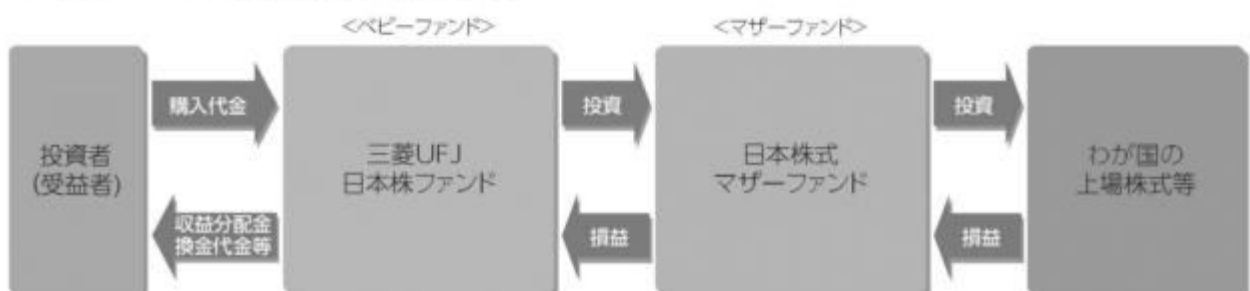 <ベビーファンド>
<マザーファンド>
購入代金
投資
投資
投資者
(受益者)
三菱UFJ
日本株ファンド
日本株式
マザーファンド
わが国の
上場株式等
収益分配金
換金代金等
損益
損益